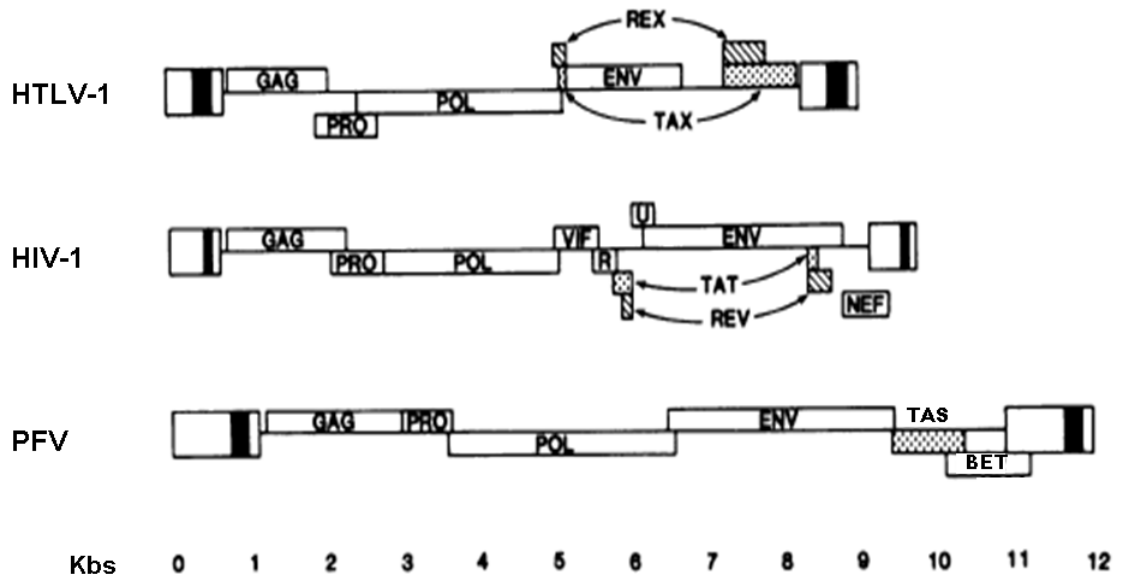 REX
HTLV-1 GAG ENV
POL
PRO TAX
U
HIV-1 GAG VIF ENV
PRO POL R
TAT
REV NEF
PFV GAG PRO ENV TAS
POL BET
Kbs 0 1 2 3 4 5 6 7 8 9 10 11 12